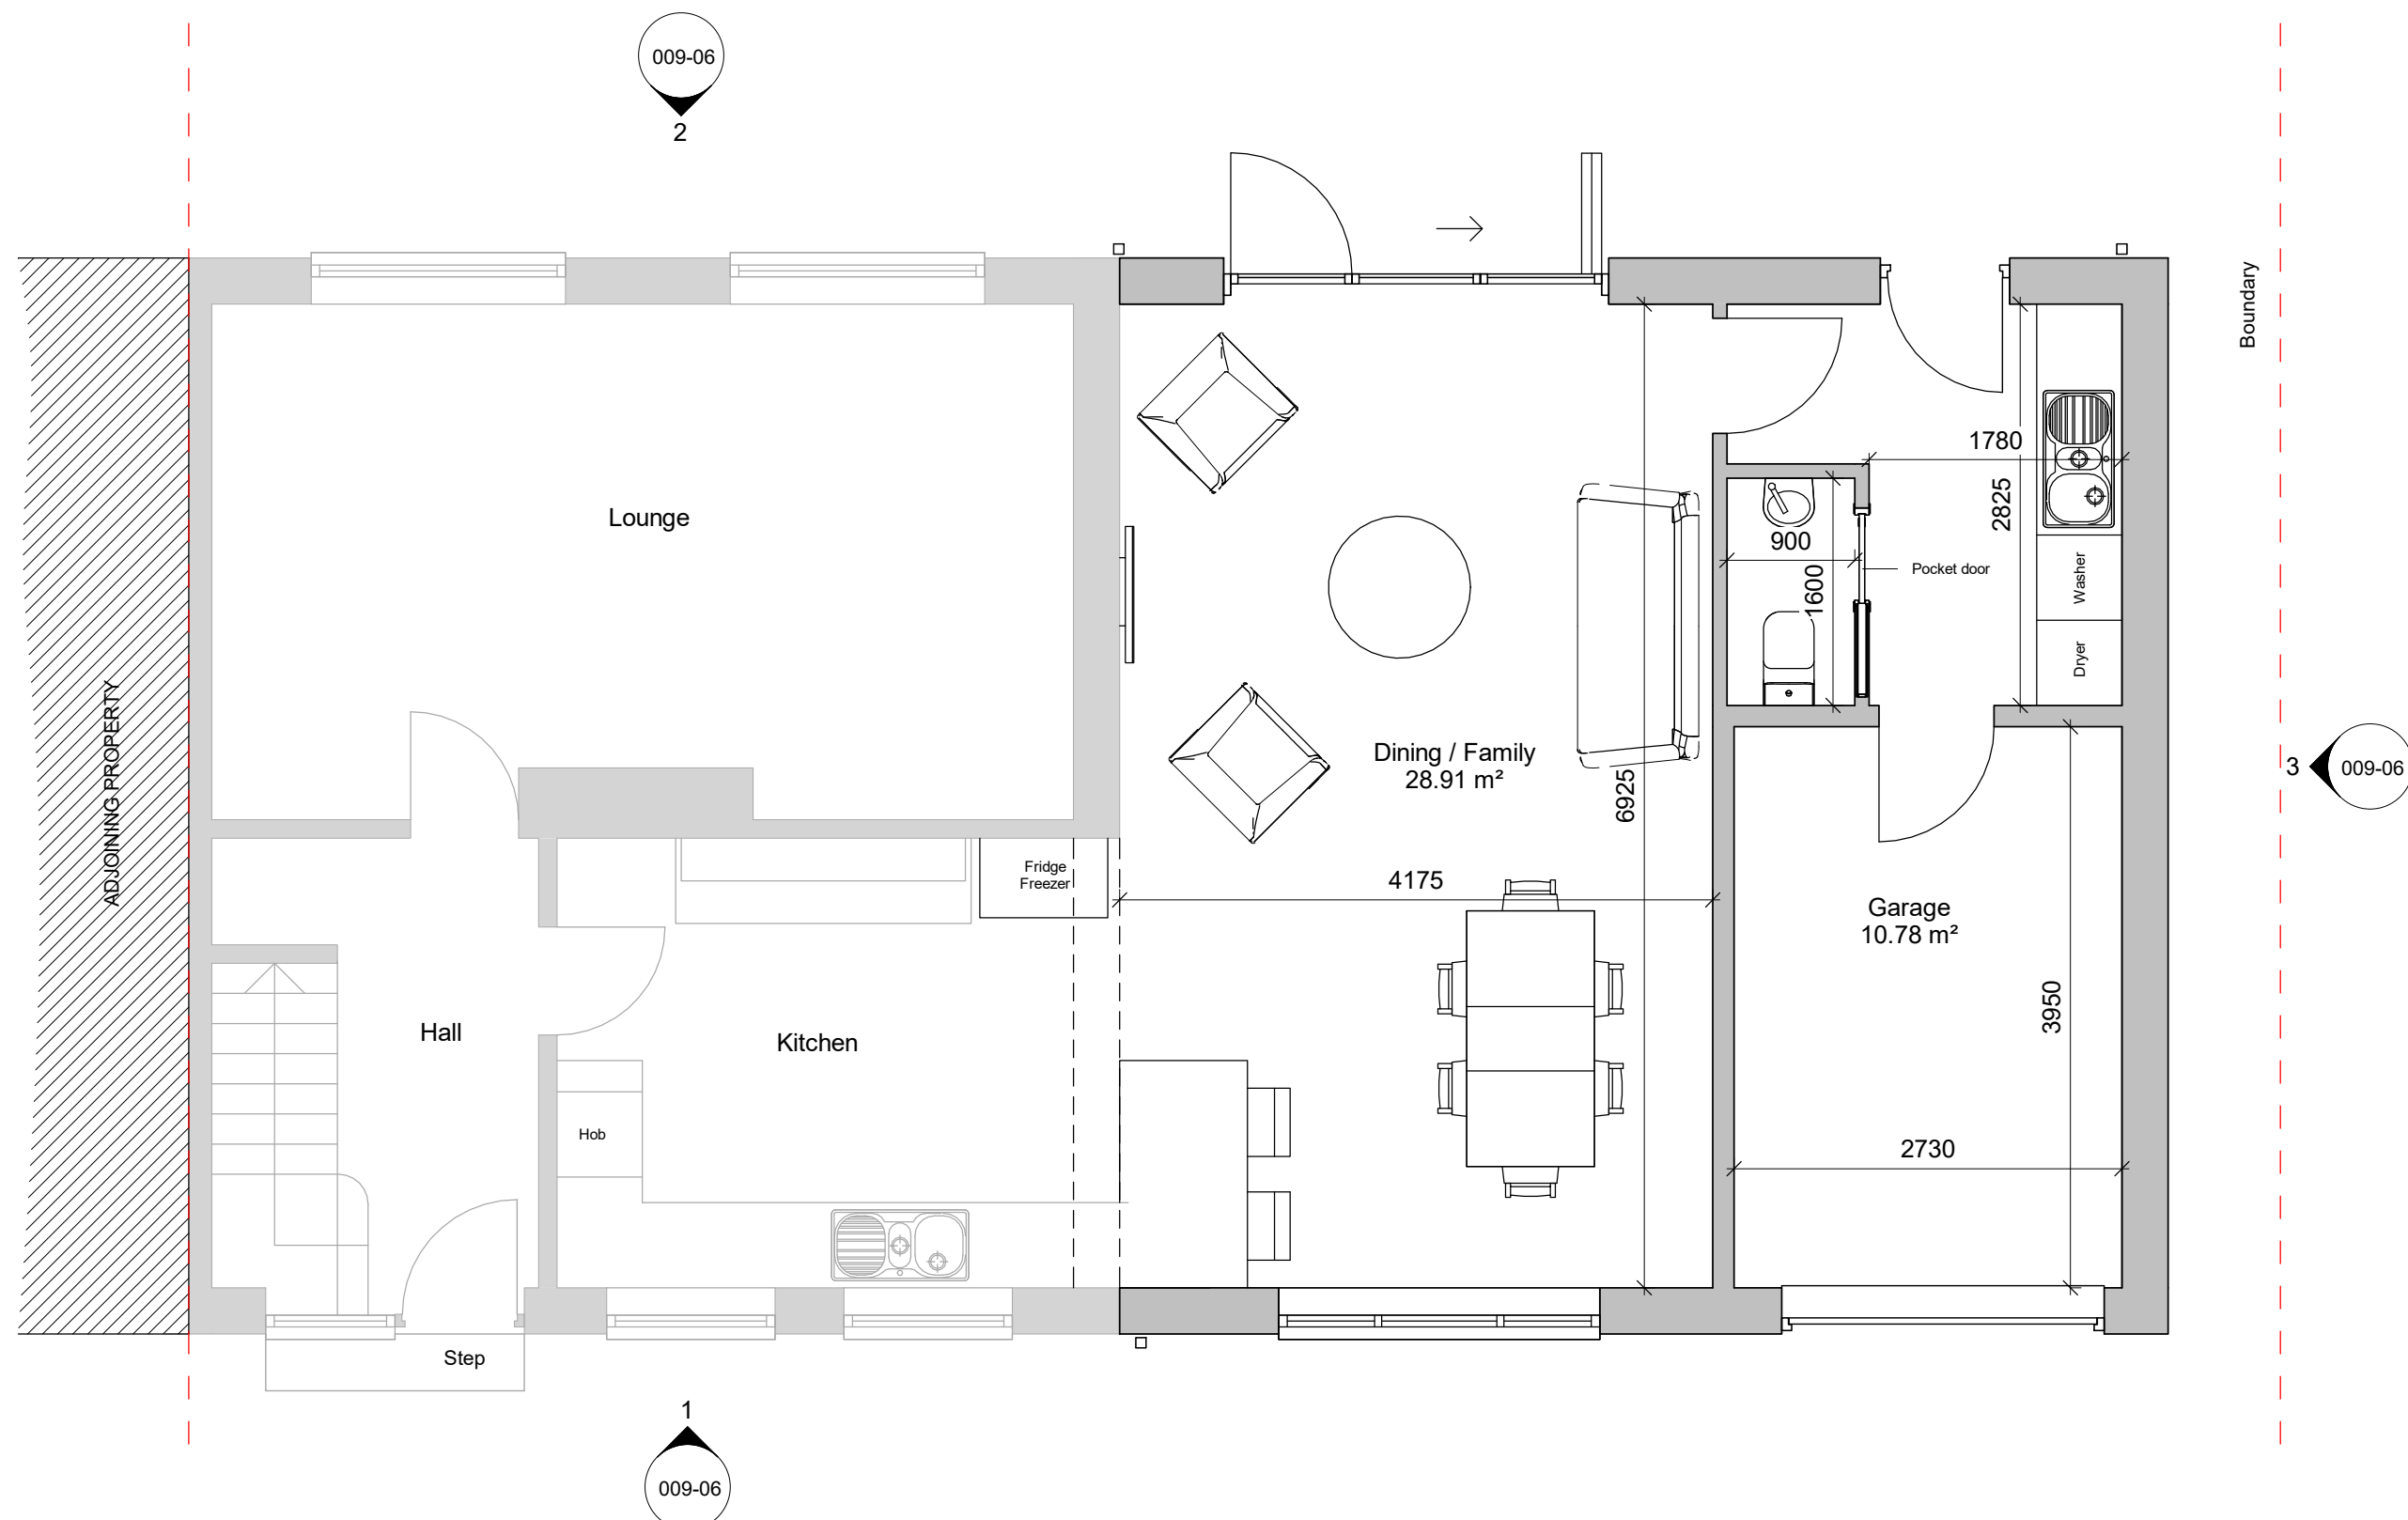 009-06
2
Boundary
1780
2825
Lounge
900
1600
Pocket door
Washer
Dryer
ADJOINING PROPERTY
Dining / Family
28.91 m²
6925
3
009-06
Fridge
Freezer
4175
Garage
10.78 m²
3950
Hall
Kitchen
Hob
2730
Step
1
009-06